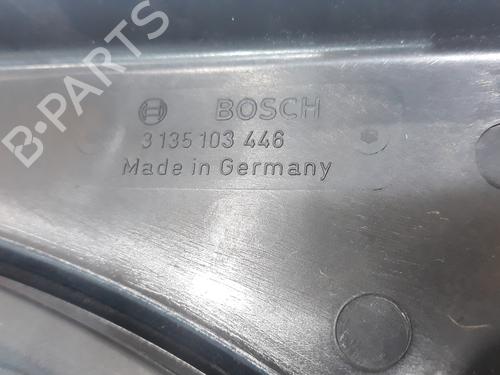 B-PARTS
BOSCH
3 135 103 446
Made in Germany